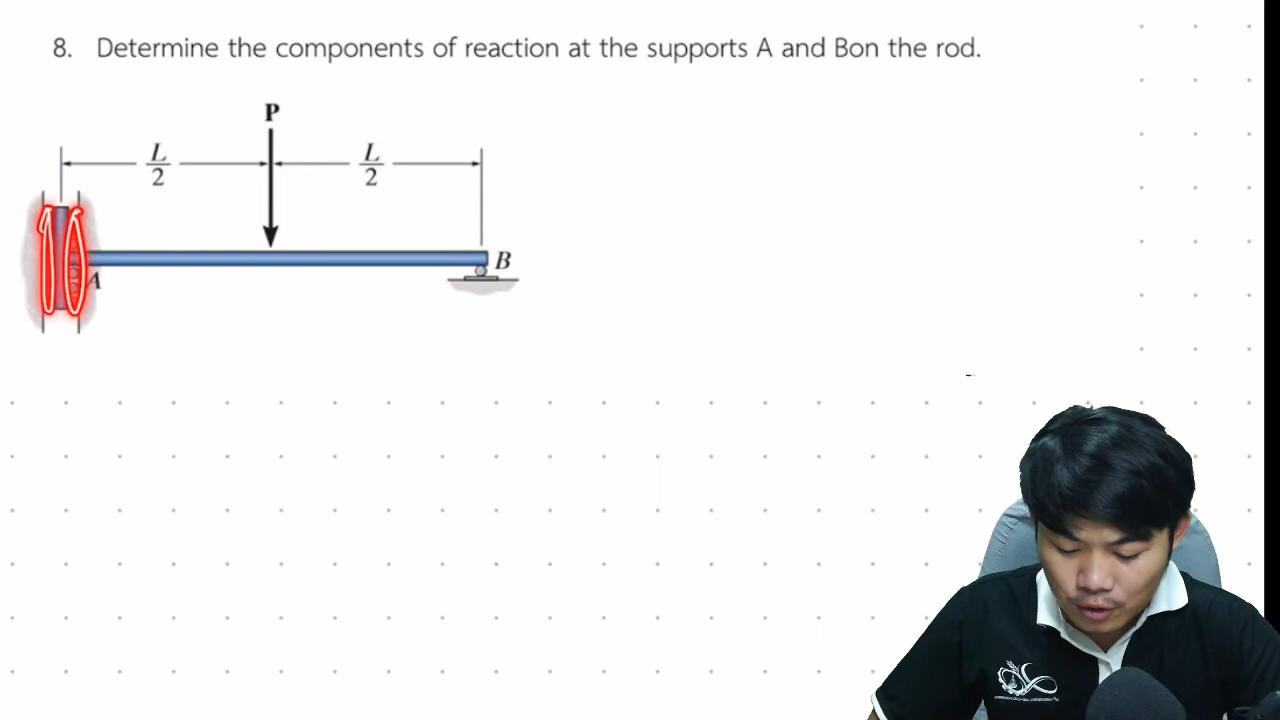 8. Determine the components of reaction at the supports A and Bon the rod.
P
L/2 L/2
A
B